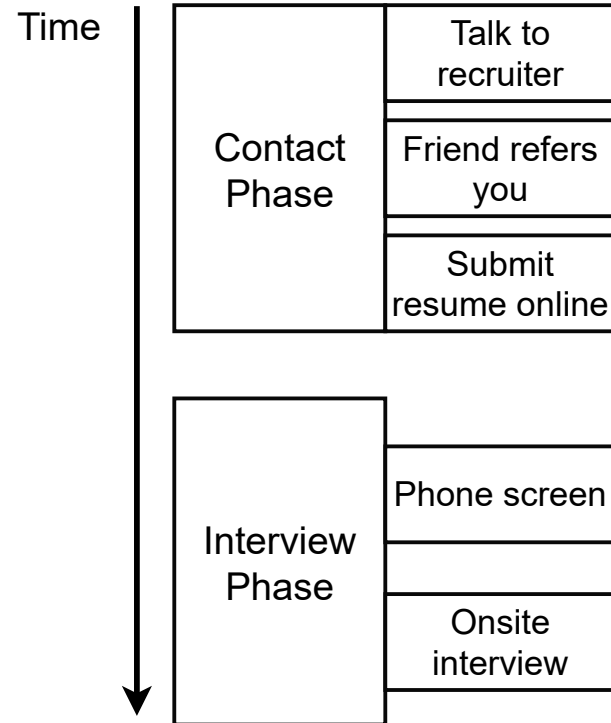 Time
Contact
Phase
Talk to
recruiter
Friend refers
you
Submit
resume online
Interview
Phase
Phone screen
Onsite
interview